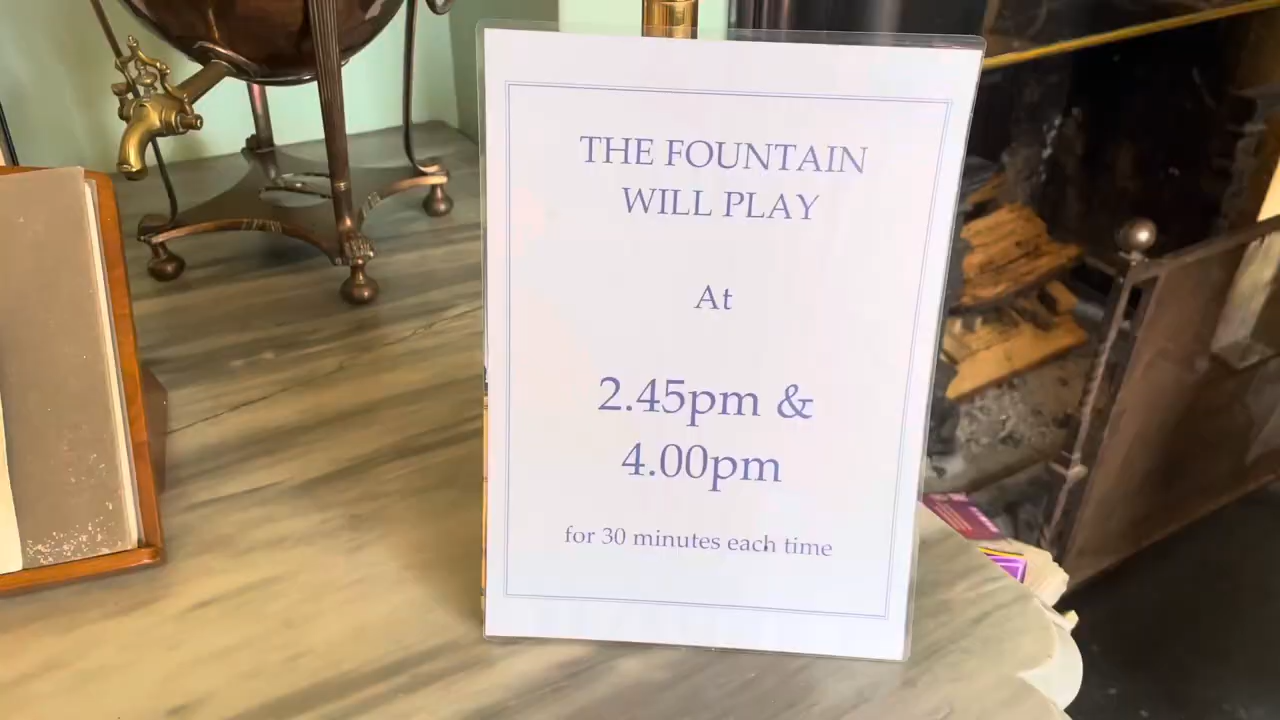 THE FOUNTAIN
WILL PLAY
At
2.45pm &
4.00pm
for 30 minutes each time